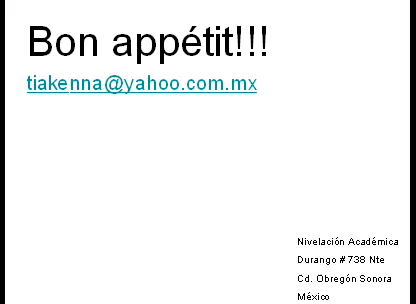 Bon appétit!!!
tiakenna@yahoo.com.mx
Nivelación Académica
Durango # 738 Nte
Cd. Obregón Sonora
México